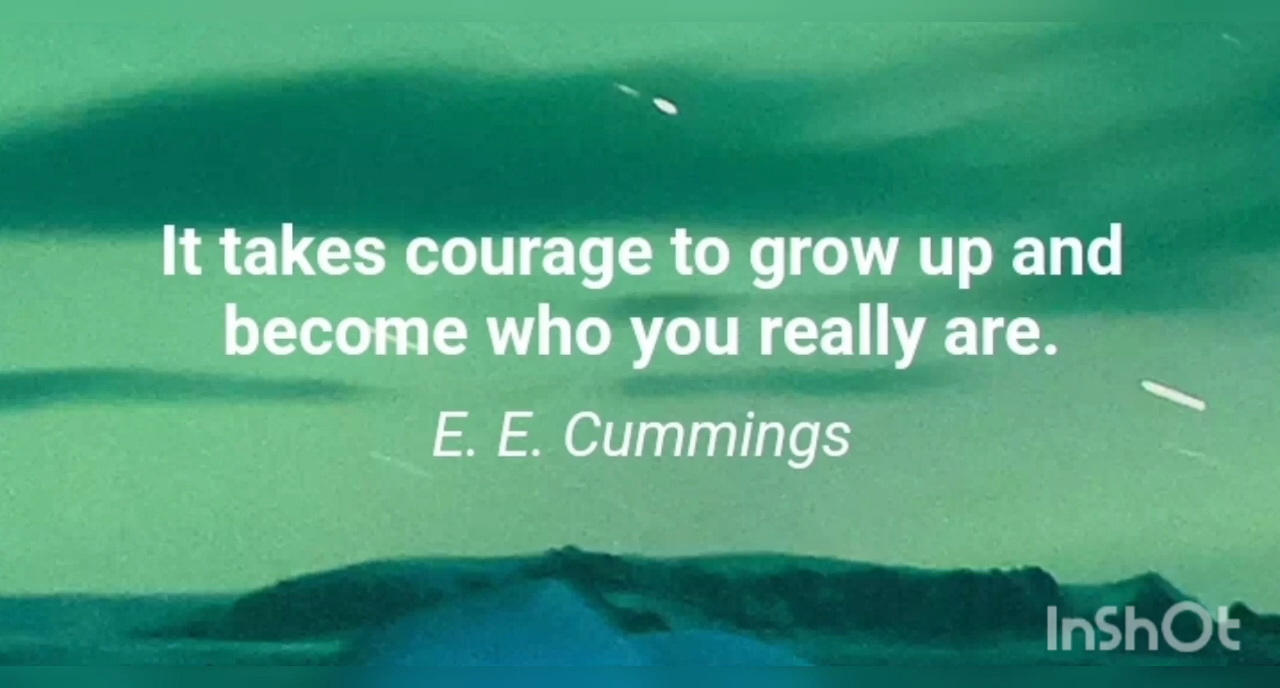 It takes courage to grow up and
become who you really are.
E. E. Cummings
InShOt